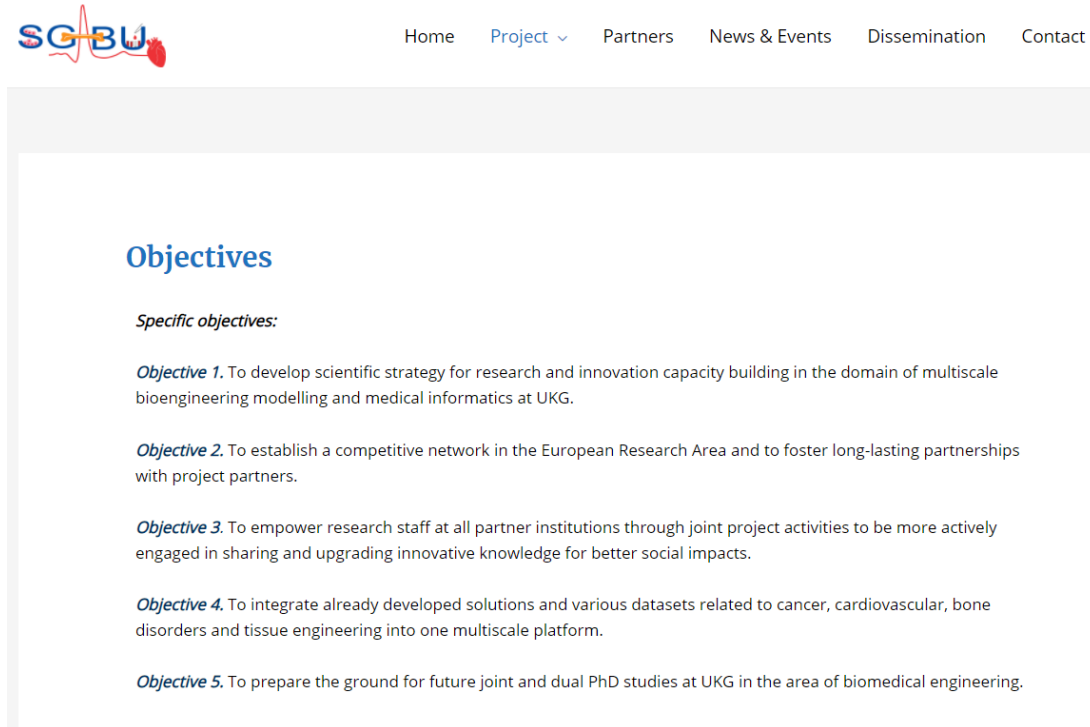 SGABU
Home Project Partners News & Events Dissemination Contact
Objectives
Specific objectives:
Objective 1. To develop scientific strategy for research and innovation capacity building in the domain of multiscale
bioengineering modelling and medical informatics at UKG.
Objective 2. To establish a competitive network in the European Research Area and to foster long-lasting partnerships
with project partners.
Objective 3. To empower research staff at all partner institutions through joint project activities to be more actively
engaged in sharing and upgrading innovative knowledge for better social impacts.
Objective 4. To integrate already developed solutions and various datasets related to cancer, cardiovascular, bone
disorders and tissue engineering into one multiscale platform.
Objective 5. To prepare the ground for future joint and dual PhD studies at UKG in the area of biomedical engineering.